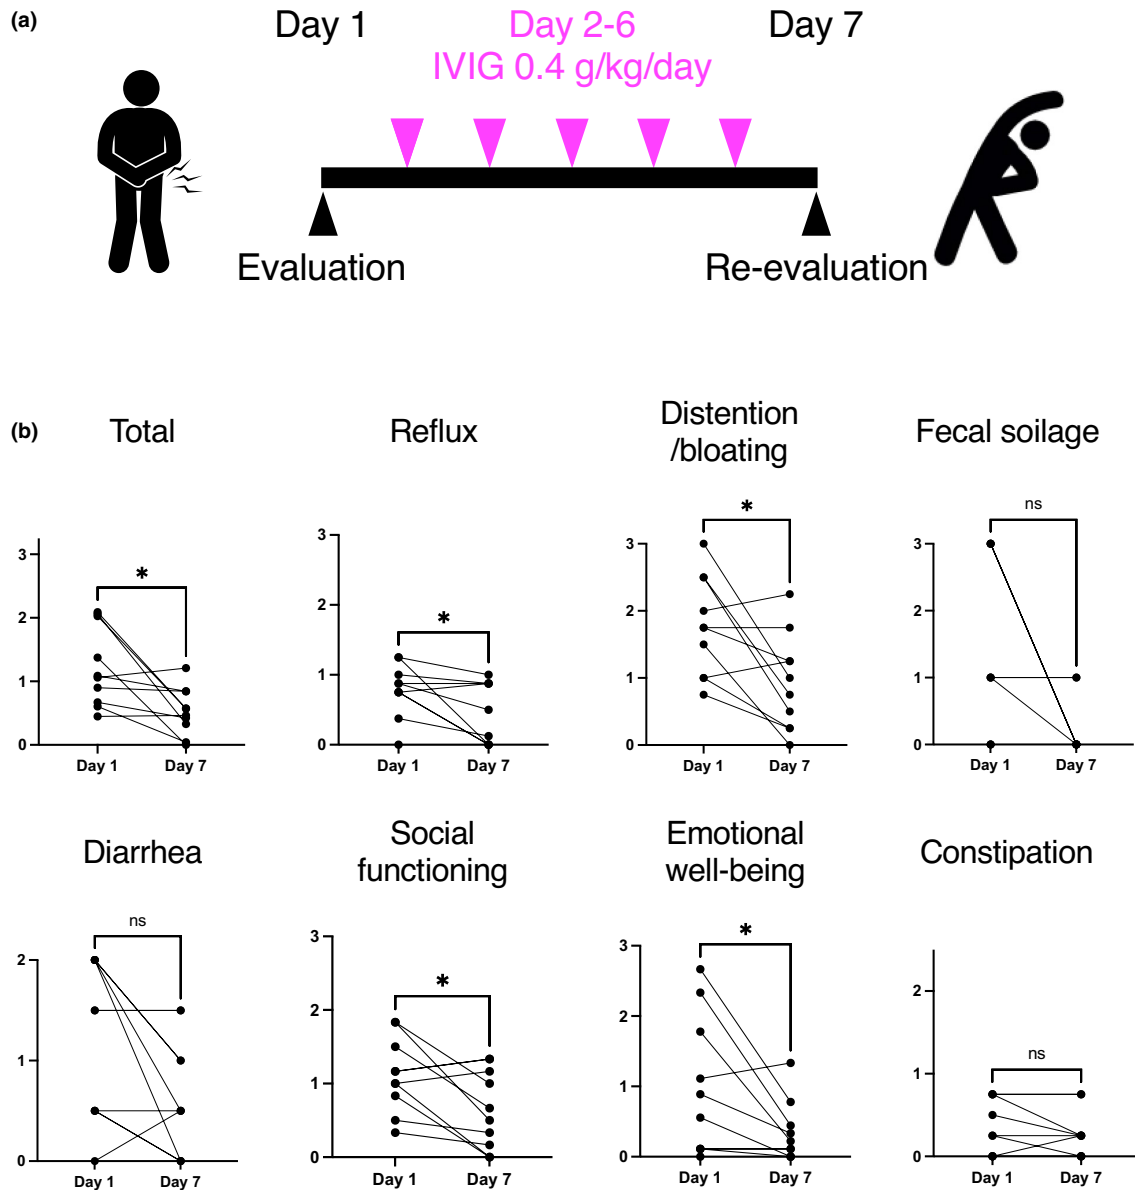 (a)
Day 1
Day 2-6
Day 7
IVIG 0.4 g/kg/day
Evaluation
Re-evaluation
(b)
Total
Reflux
Distention
/bloating
Fecal soilage
*
3
2
1
0
Day 1 Day 7
*
3
2
1
0
Day 1 Day 7
*
3
2
1
0
Day 1 Day 7
ns
3
2
1
0
Day 1 Day 7
Diarrhea
Social
functioning
Emotional
well-being
Constipation
ns
2
1
0
Day 1 Day 7
*
3
2
1
0
Day 1 Day 7
*
3
2
1
0
Day 1 Day 7
ns
2
1
0
Day 1 Day 7